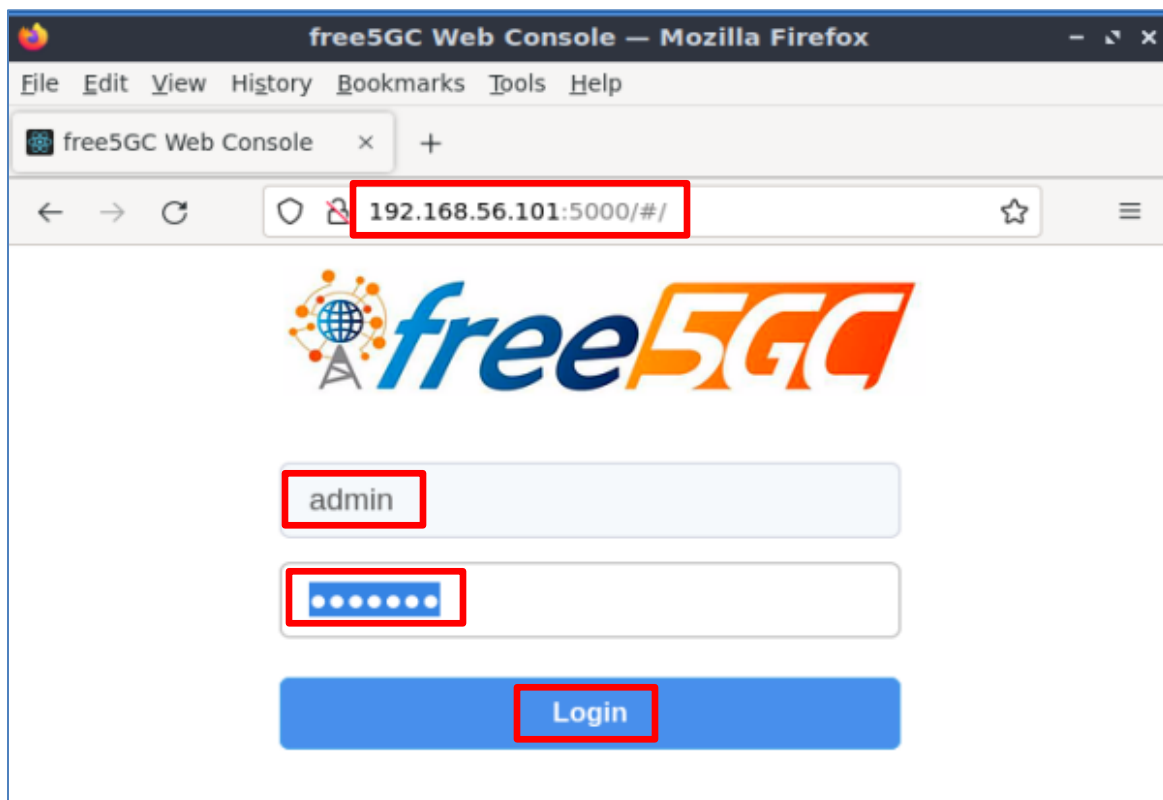 free5GC Web Console — Mozilla Firefox
File Edit View History Bookmarks Tools Help
free5GC Web Console
192.168.56.101:5000/#/
free5GC
admin
•••••••
Login